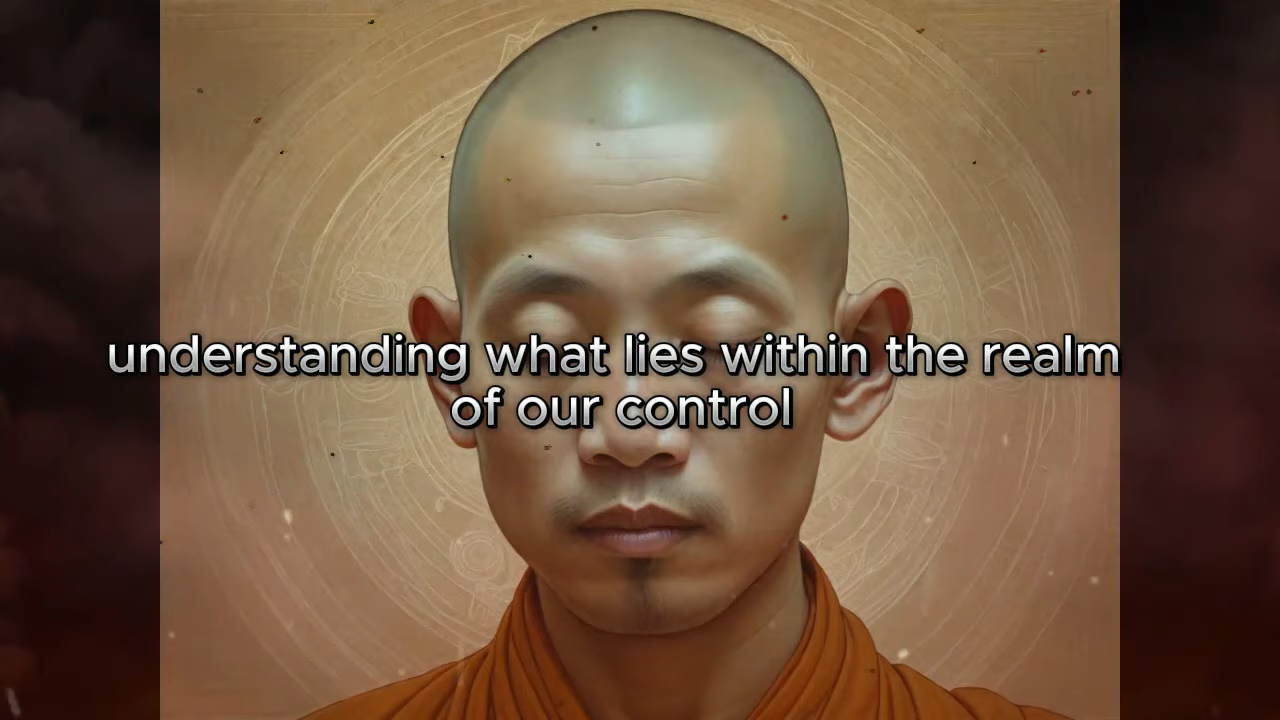 understanding what lies within the realm
of our control